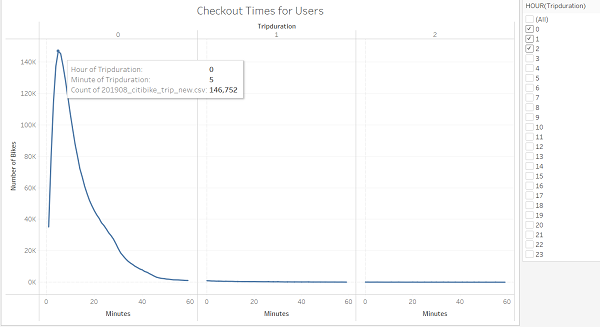 Checkout Times for Users
Tripduration
0 1 2
140K
120K
100K
80K
60K
40K
20K
0K
Number of Bikes
Hour of Tripduration: 0
Minute of Tripduration: 5
Count of 201908_citibike_trip_new.csv: 146,752
0 20 40 60 0 20 40 60 0 20 40 60
Minutes Minutes Minutes
HOUR(Tripduration)
(All)
0
1
2
3
4
5
6
7
8
9
10
11
12
13
14
15
16
17
18
19
20
21
22
23